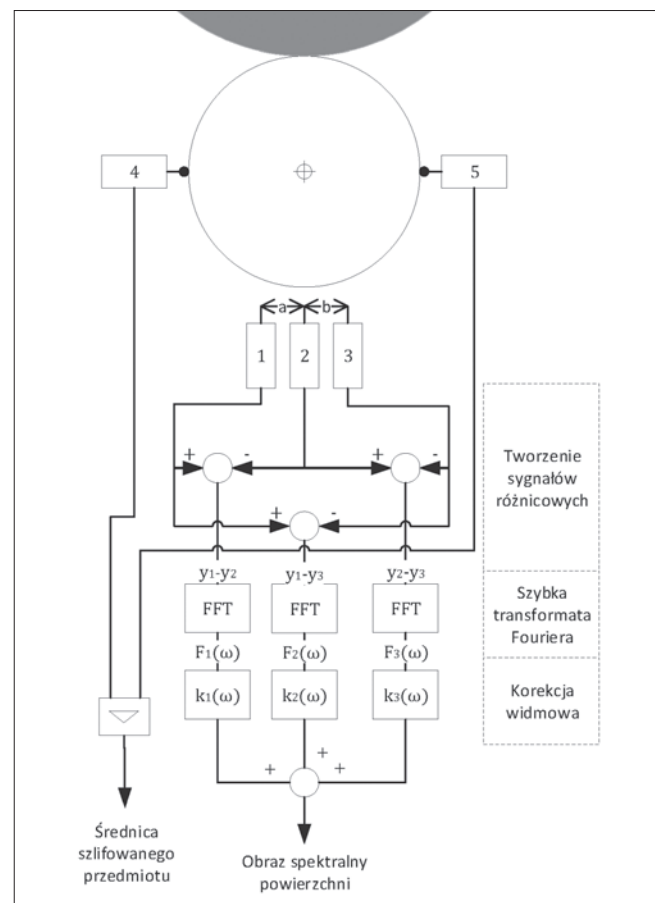 4
5
a
b
1
2
3
+
-
+
-
+
-
Tworzenie
sygnałów
różnicowych
y1-y2
y1-y3
y2-y3
FFT
FFT
FFT
Szybka
transformata
Fouriera
F1(ω)
F2(ω)
F3(ω)
k1(ω)
k2(ω)
k3(ω)
Korekcja
widmowa
+
+
+
Średnica
szlifowanego
przedmiotu
Obraz spektralny
powierzchni